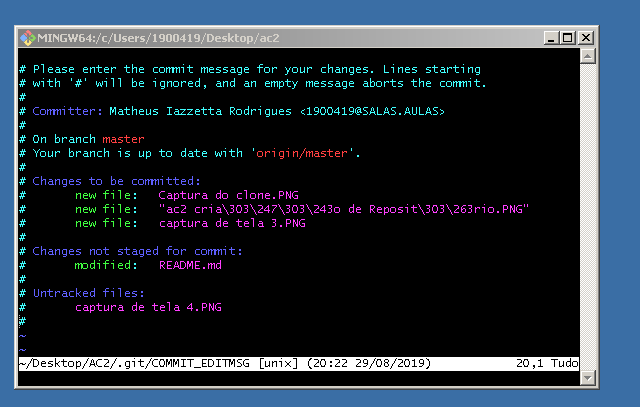 MINGW64:/c/Users/1900419/Desktop/ac2
# Please enter the commit message for your changes. Lines starting
# with '#' will be ignored, and an empty message aborts the commit.
#
# Committer: Matheus Iazzetta Rodrigues <1900419@SALAS.AULAS>
#
# On branch master
# Your branch is up to date with 'origin/master'.
#
# Changes to be committed:
#       new file:   Captura do clone.PNG
#       new file:   "ac2 cria\303\247\303\243o de Reposit\303\263rio.PNG"
#       new file:   captura de tela 3.PNG
#
# Changes not staged for commit:
#       modified:   README.md
#
# Untracked files:
#       captura de tela 4.PNG
#
~
~
~/Desktop/AC2/.git/COMMIT_EDITMSG [unix] (20:22 29/08/2019) 20,1 Tudo